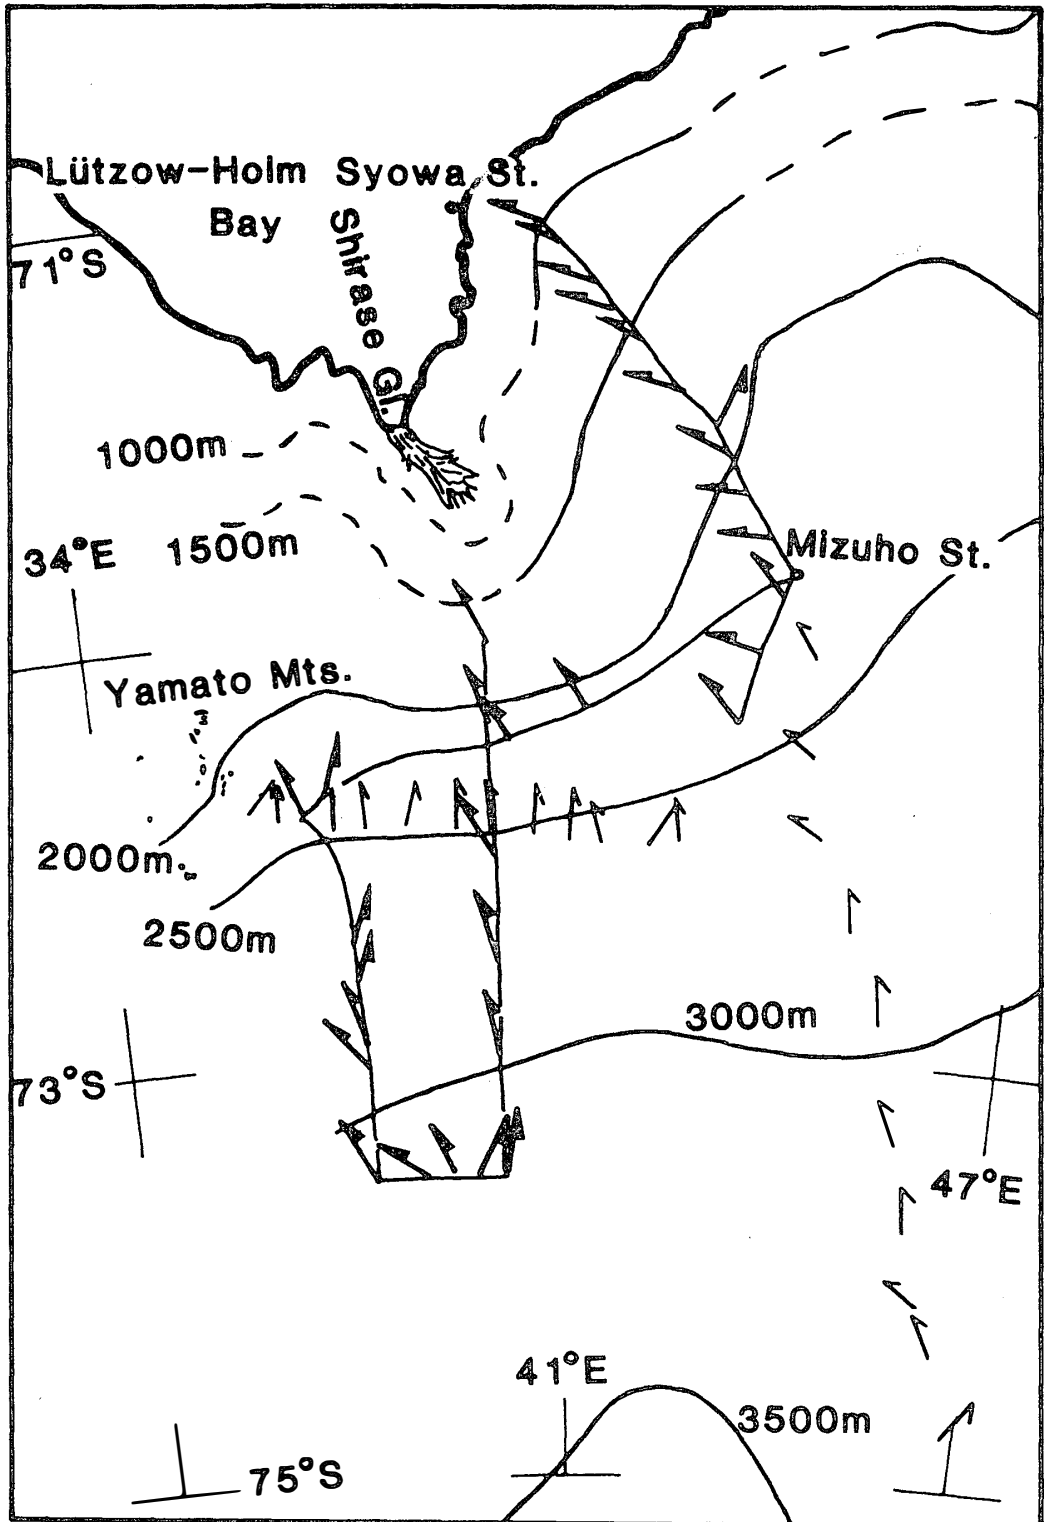 Lützow-Holm Syowa St.
Bay
Shirase Gl.
71°S
1000m
1500m
34°E
Mizuho St.
Yamato Mts.
2000m
2500m
3000m
73°S
47°E
41°E
3500m
75°S